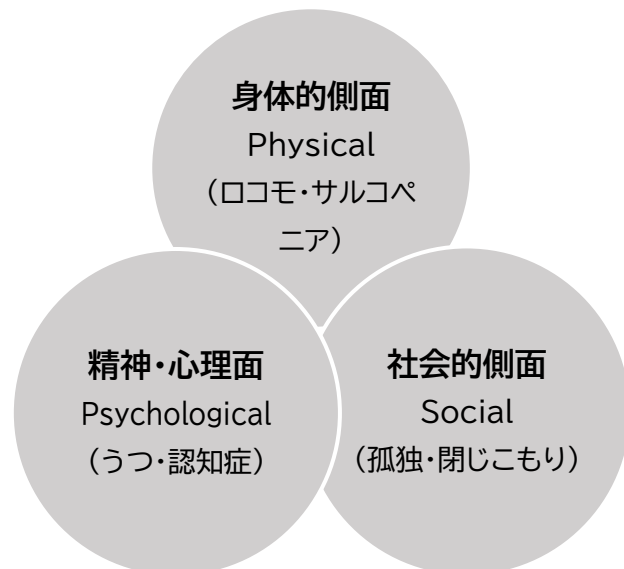 身体的側面
Physical
（ロコモ・サルコペ
ニア）
精神・心理面
Psychological
（うつ・認知症）
社会的側面
Social
（孤独・閉じこもり）